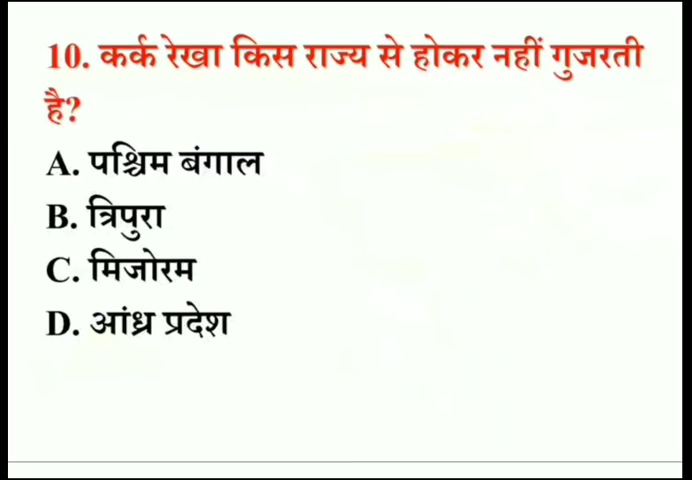 10. कर्क रेखा किस राज्य से होकर नहीं गुजरती
है?
A. पश्चिम बंगाल
B. त्रिपुरा
C. मिजोरम
D. आंध्र प्रदेश